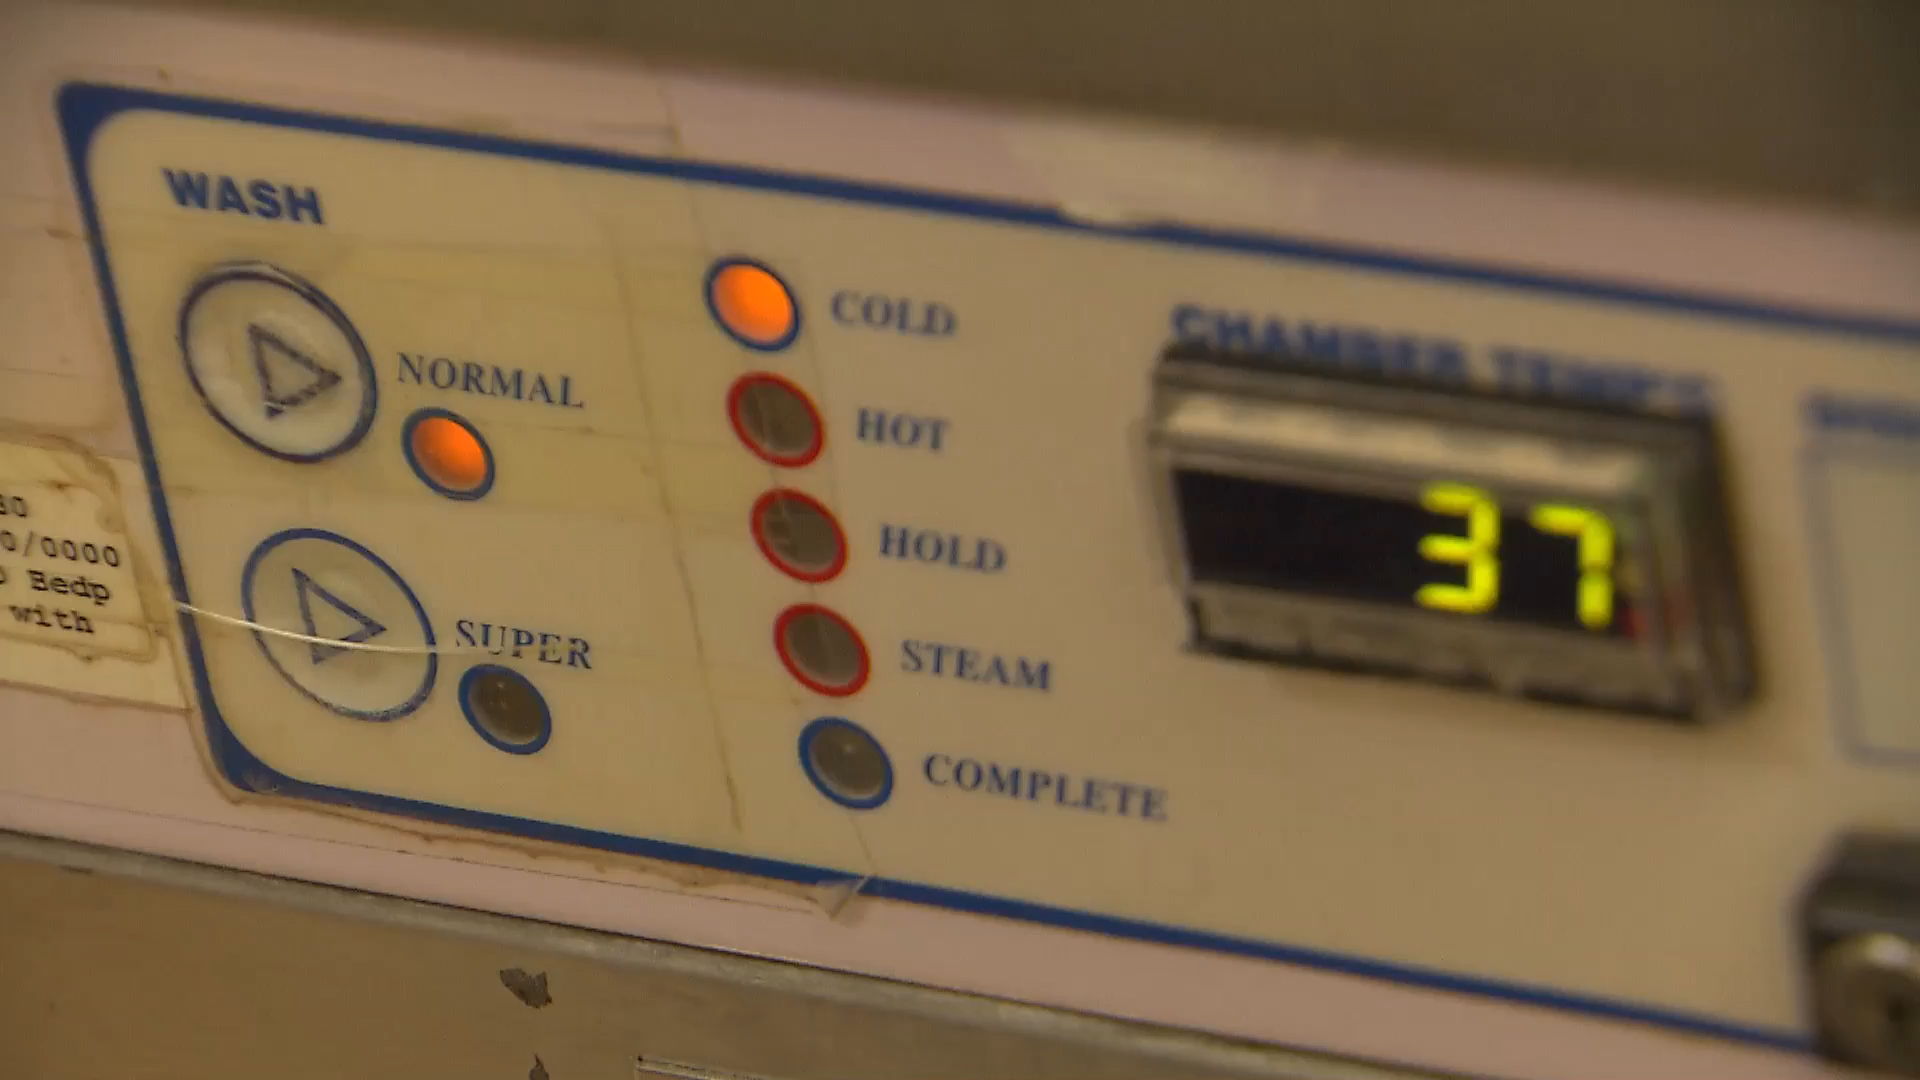 WASH
NORMAL
SUPER
COLD
HOT
HOLD
STEAM
COMPLETE
CHAMBER TEMP°C
37
0/0000
Bedp
with